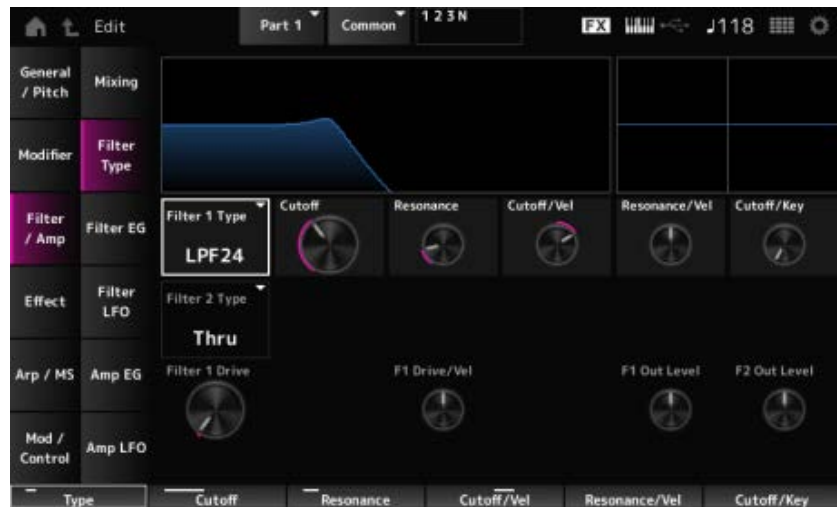 Edit
Part 1
Common
1 2 3 N
FX
♩118
General
/ Pitch
Mixing
Modifier
Filter
Type
Filter
/ Amp
Filter EG
Effect
Filter
LFO
Arp / MS
Amp EG
Mod /
Control
Amp LFO
Filter 1 Type
LPF24
Cutoff
Resonance
Cutoff/Vel
Resonance/Vel
Cutoff/Key
Filter 2 Type
Thru
Filter 1 Drive
F1 Drive/Vel
F1 Out Level
F2 Out Level
Type
Cutoff
Resonance
Cutoff/Vel
Resonance/Vel
Cutoff/Key